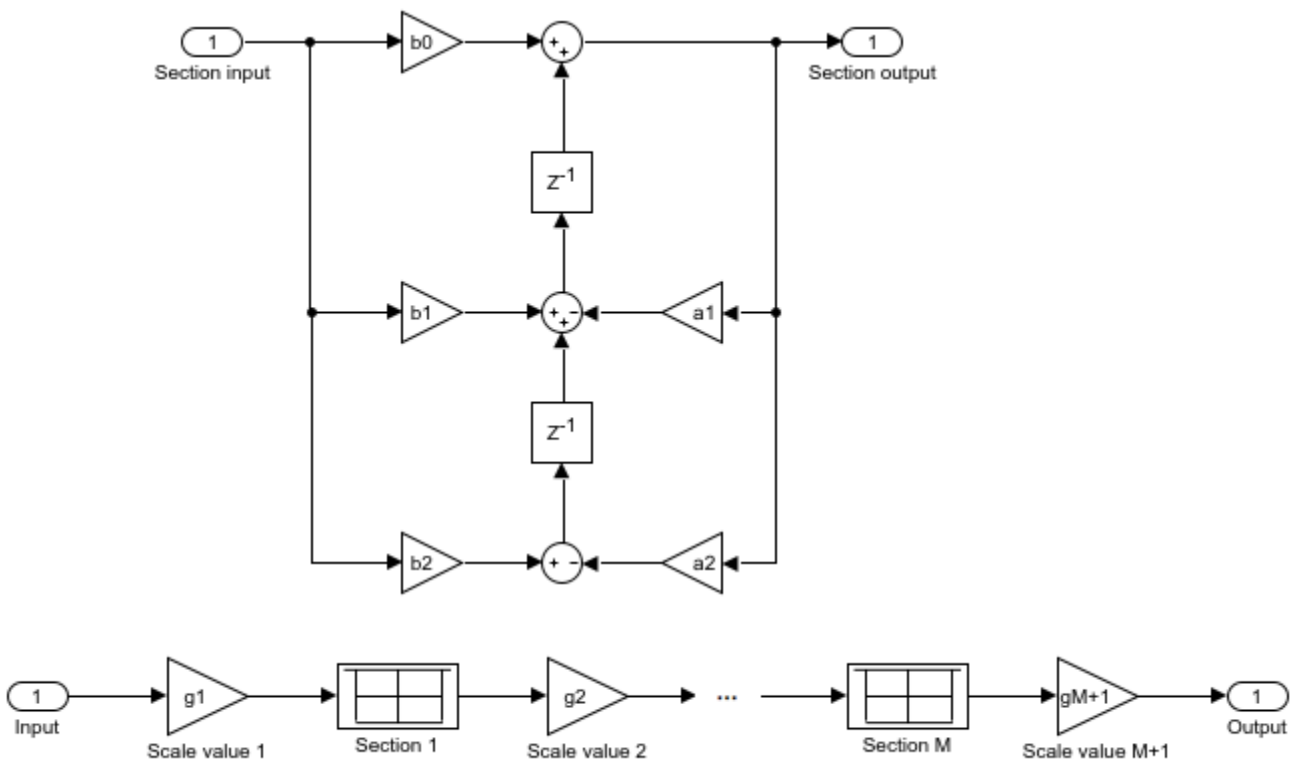 1 b0 + + 1
Section input Section output
Z-1
b1 + + - a1
Z-1
b2 + - a2
1 g1 g2 ... gM+1 1
Input Scale value 1 Section 1 Scale value 2 Section M Scale value M+1 Output